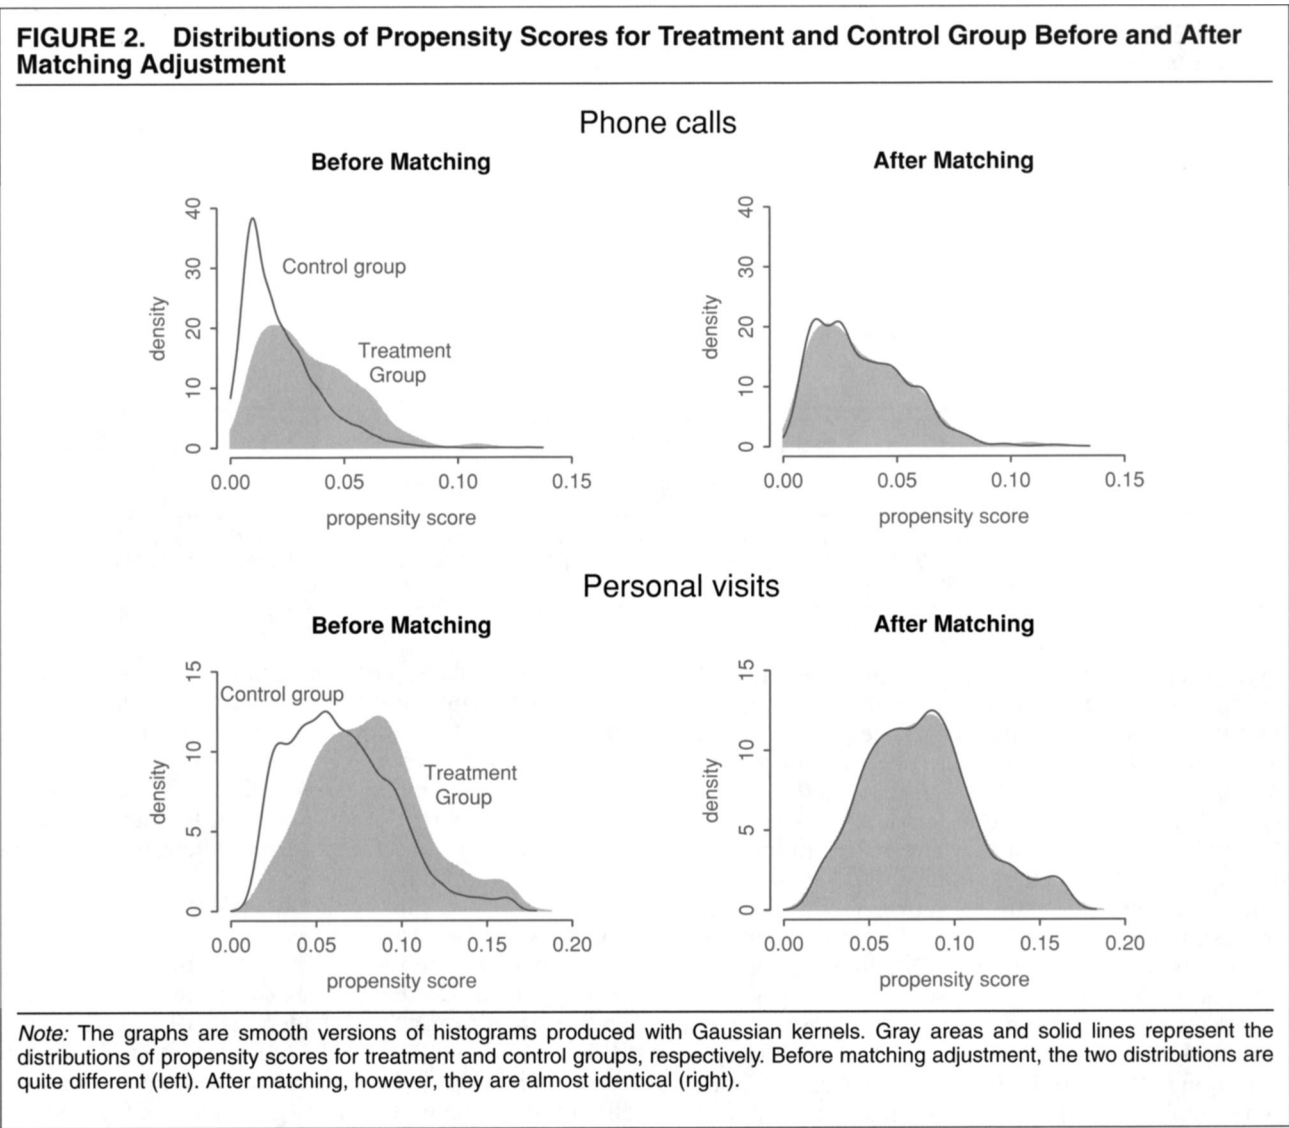 FIGURE 2. Distributions of Propensity Scores for Treatment and Control Group Before and After
Matching Adjustment
Phone calls
Before Matching
After Matching
40
30
20
10
0
density
Control group
Treatment
Group
0.00 0.05 0.10 0.15
propensity score
40
30
20
10
0
density
0.00 0.05 0.10 0.15
propensity score
Personal visits
Before Matching
After Matching
15
10
5
0
density
Control group
Treatment
Group
0.00 0.05 0.10 0.15 0.20
propensity score
15
10
5
0
density
0.00 0.05 0.10 0.15 0.20
propensity score
Note: The graphs are smooth versions of histograms produced with Gaussian kernels. Gray areas and solid lines represent the
distributions of propensity scores for treatment and control groups, respectively. Before matching adjustment, the two distributions are
quite different (left). After matching, however, they are almost identical (right).